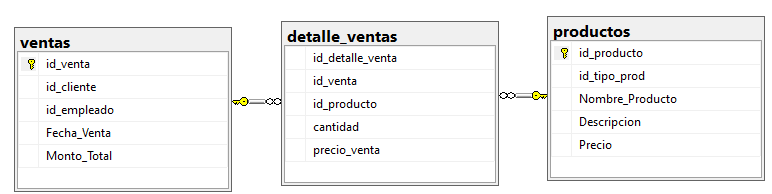 ventas
id_venta
id_cliente
id_empleado
Fecha_Venta
Monto_Total
detalle_ventas
id_detalle_venta
id_venta
id_producto
cantidad
precio_venta
productos
id_producto
id_tipo_prod
Nombre_Producto
Descripcion
Precio